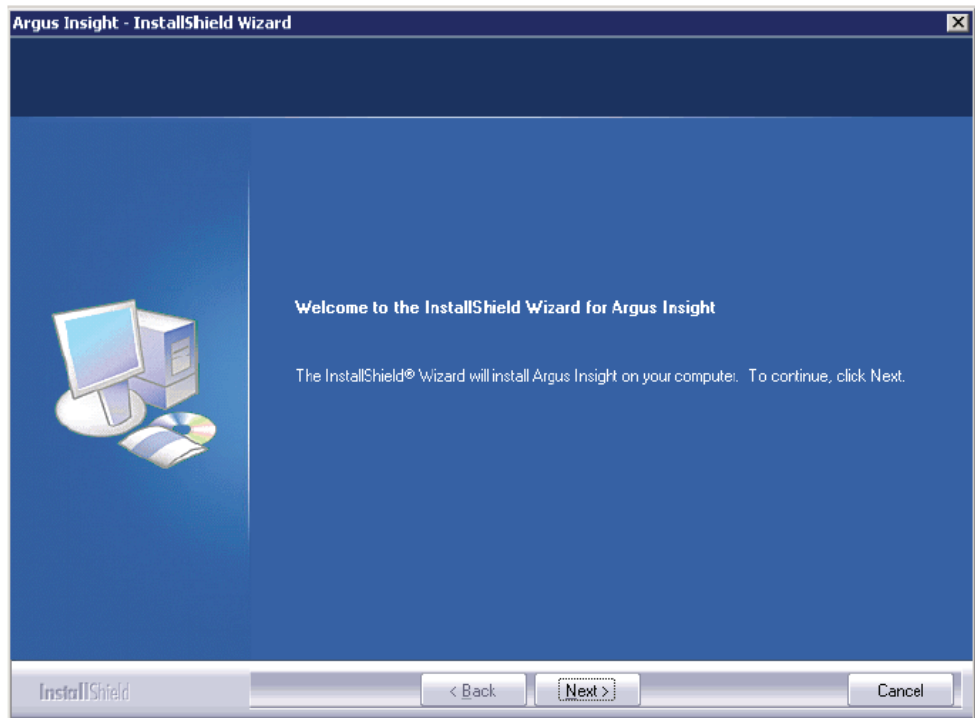 Argus Insight - InstallShield Wizard
Welcome to the InstallShield Wizard for Argus Insight
The InstallShield® Wizard will install Argus Insight on your computer. To continue, click Next.
InstallShield
< Back
Next >
Cancel